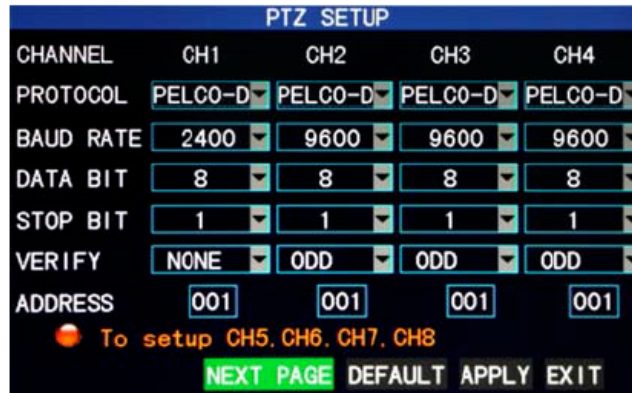 PTZ SETUP
CHANNEL CH1 CH2 CH3 CH4
PROTOCOL PELCO-D PELCO-D PELCO-D PELCO-D
BAUD RATE 2400 9600 9600 9600
DATA BIT 8 8 8 8
STOP BIT 1 1 1 1
VERIFY NONE ODD ODD ODD
ADDRESS 001 001 001 001
To setup CH5. CH6. CH7. CH8
NEXT PAGE DEFAULT APPLY EXIT